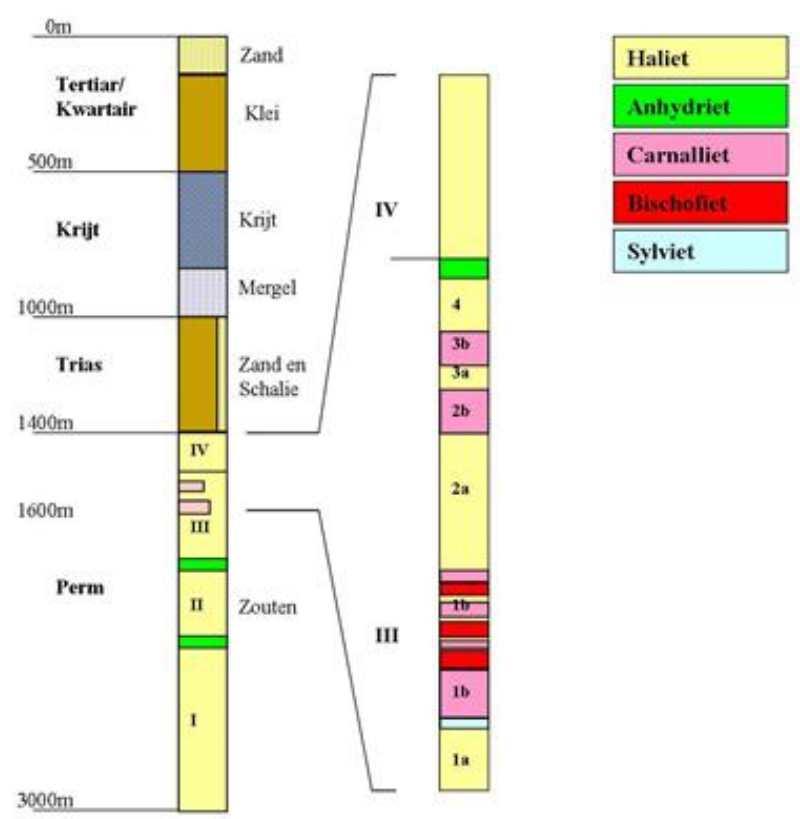 0m
Zand
Tertiar/
Kwartair
Klei
500m
Krijt
Krijt
Mergel
1000m
Trias
Zand en
Schalie
1400m
IV
1600m
III
Perm
II
Zouten
I
3000m
IV
4
3b
3a
2b
2a
1b
III
1b
1a
Haliet
Anhydriet
Carnalliet
Bischofiet
Sylviet